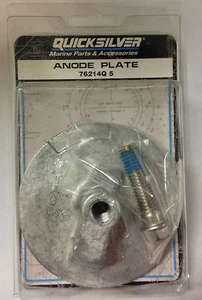 QUICKSILVER
Marine Parts & Accessories
ANODE PLATE
76214Q 5